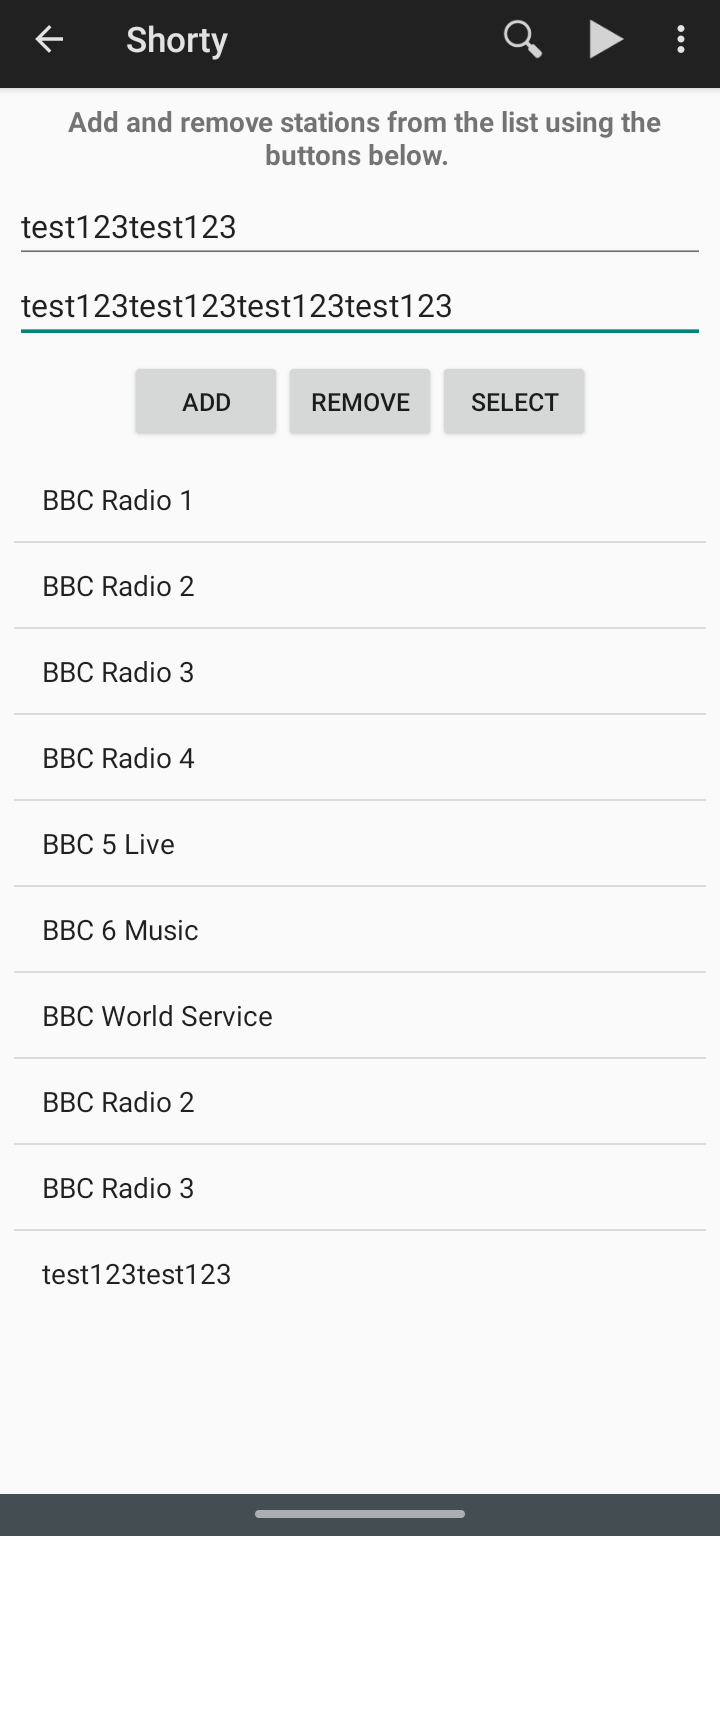 Shorty
Add and remove stations from the list using the
buttons below.
test123test123
test123test123test123test123
ADD REMOVE SELECT
BBC Radio 1
BBC Radio 2
BBC Radio 3
BBC Radio 4
BBC 5 Live
BBC 6 Music
BBC World Service
BBC Radio 2
BBC Radio 3
test123test123